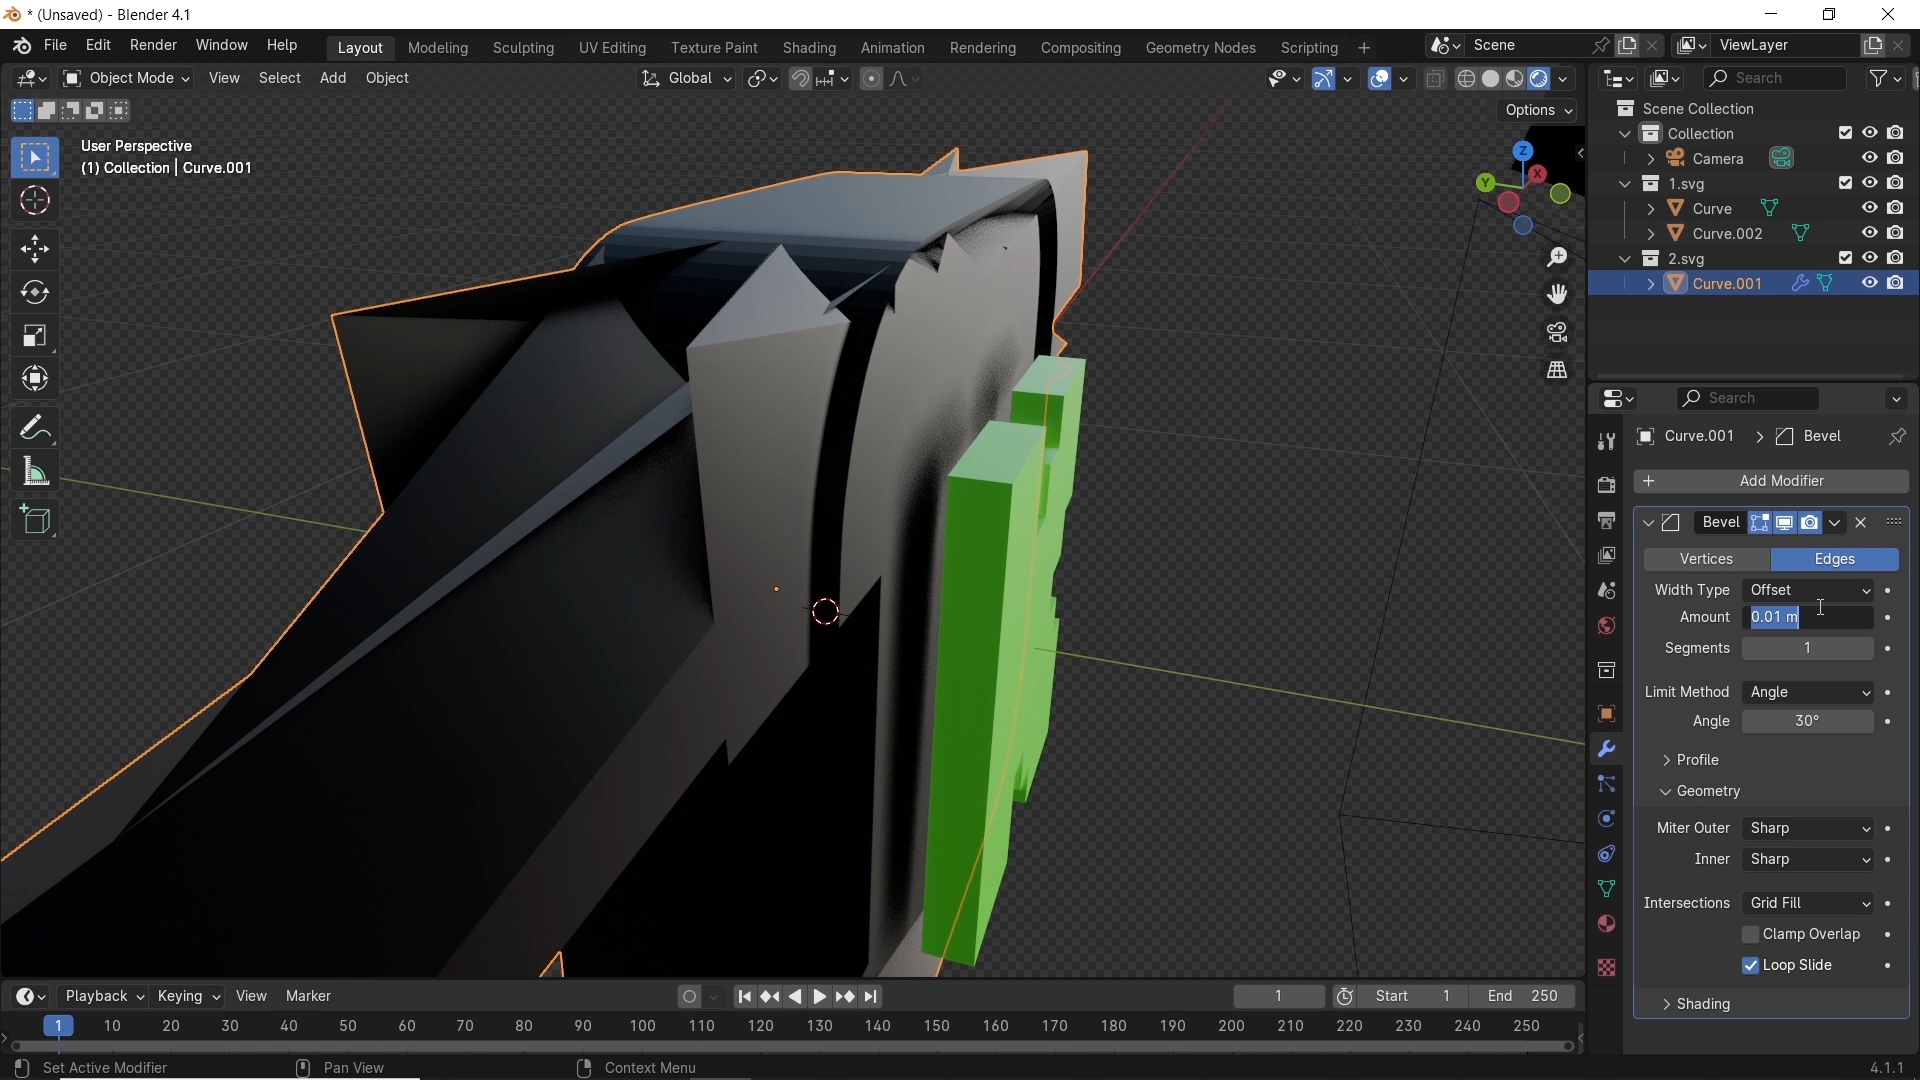 * (Unsaved) - Blender 4.1
File Edit Render Window Help Layout Modeling Sculpting UV Editing Texture Paint Shading Animation Rendering Compositing Geometry Nodes Scripting + Scene ViewLayer
Object Mode View Select Add Object Global Search
Options
User Perspective
(1) Collection | Curve.001
Z
Y
X
Scene Collection
Collection
Camera
1.svg
Curve
Curve.002
2.svg
Curve.001
Search
Curve.001 > Bevel
+ Add Modifier
Bevel
Vertices Edges
Width Type Offset
Amount 0.01 m
Segments 1
Limit Method Angle
Angle 30°
Profile
Geometry
Miter Outer Sharp
Inner Sharp
Intersections Grid Fill
Clamp Overlap
Loop Slide
Shading
Playback Keying View Marker 1 Start 1 End 250
1 10 20 30 40 50 60 70 80 90 100 110 120 130 140 150 160 170 180 190 200 210 220 230 240 250
Set Active Modifier Pan View Context Menu 4.1.1